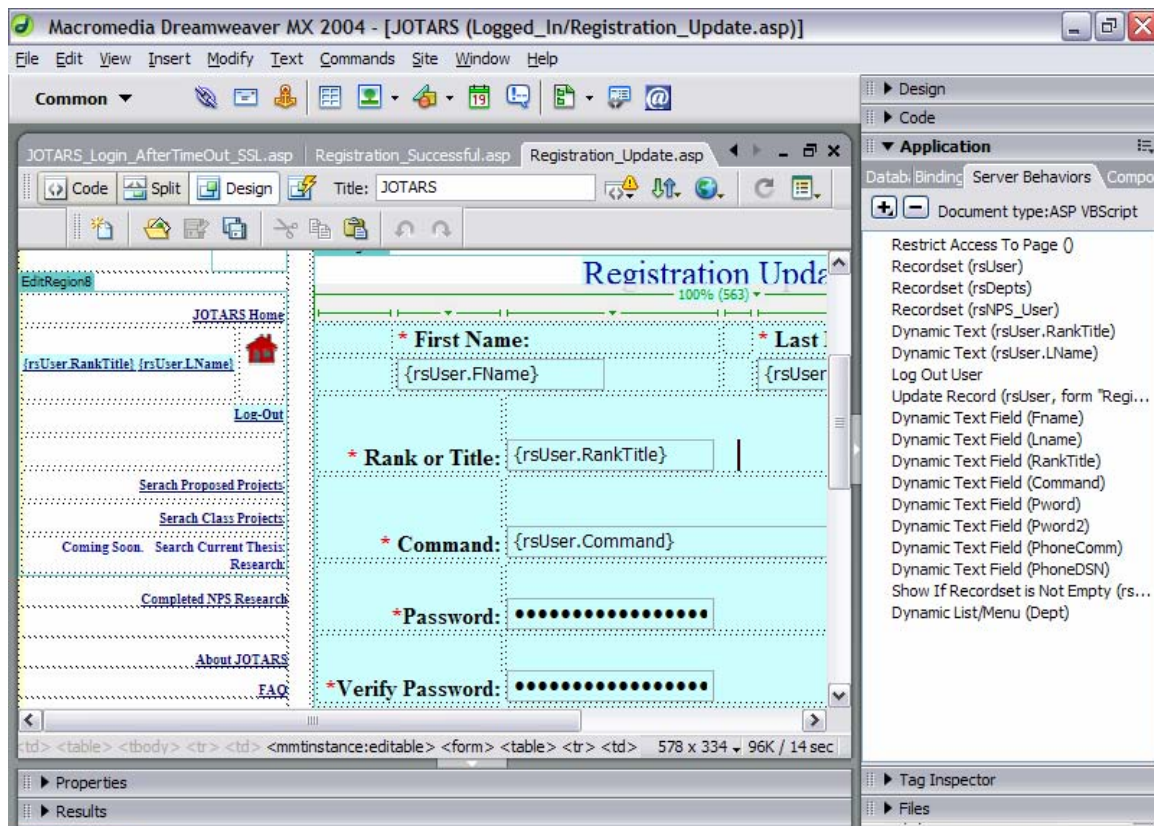 Macromedia Dreamweaver MX 2004 - [JOTARS (Logged_In/Registration_Update.asp)]
File Edit View Insert Modify Text Commands Site Window Help
Common
19
JOTARS_Login_AfterTimeOut_SSL.asp Registration_Successful.asp Registration_Update.asp
Code Split Design Title: JOTARS
EditRegion8
JOTARS Home
{rsUser.RankTitle} {rsUser.LName}
Log-Out
Serach Proposed Projects
Serach Class Projects
Coming Soon. Search Current Thesis
Research
Completed NPS Research
About JOTARS
FAQ
Registration Upda
100% (563)
* First Name: * Last
{rsUser.FName} {rsUser
* Rank or Title: {rsUser.RankTitle}
* Command: {rsUser.Command}
*Password: •••••••••••••••••
*Verify Password: •••••••••••••••••
<td> <table> <tbody> <tr> <td> <mmtinstance:editable> <form> <table> <tr> <td> 578 x 334 96K / 14 sec
Properties
Results
Design
Code
Application
Datab Binding Server Behaviors Compo
Document type:ASP VBScript
Restrict Access To Page ()
Recordset (rsUser)
Recordset (rsDepts)
Recordset (rsNPS_User)
Dynamic Text (rsUser.RankTitle)
Dynamic Text (rsUser.LName)
Log Out User
Update Record (rsUser, form "Regi...
Dynamic Text Field (Fname)
Dynamic Text Field (Lname)
Dynamic Text Field (RankTitle)
Dynamic Text Field (Command)
Dynamic Text Field (Pword)
Dynamic Text Field (Pword2)
Dynamic Text Field (PhoneComm)
Dynamic Text Field (PhoneDSN)
Show If Recordset is Not Empty (rs...
Dynamic List/Menu (Dept)
Tag Inspector
Files